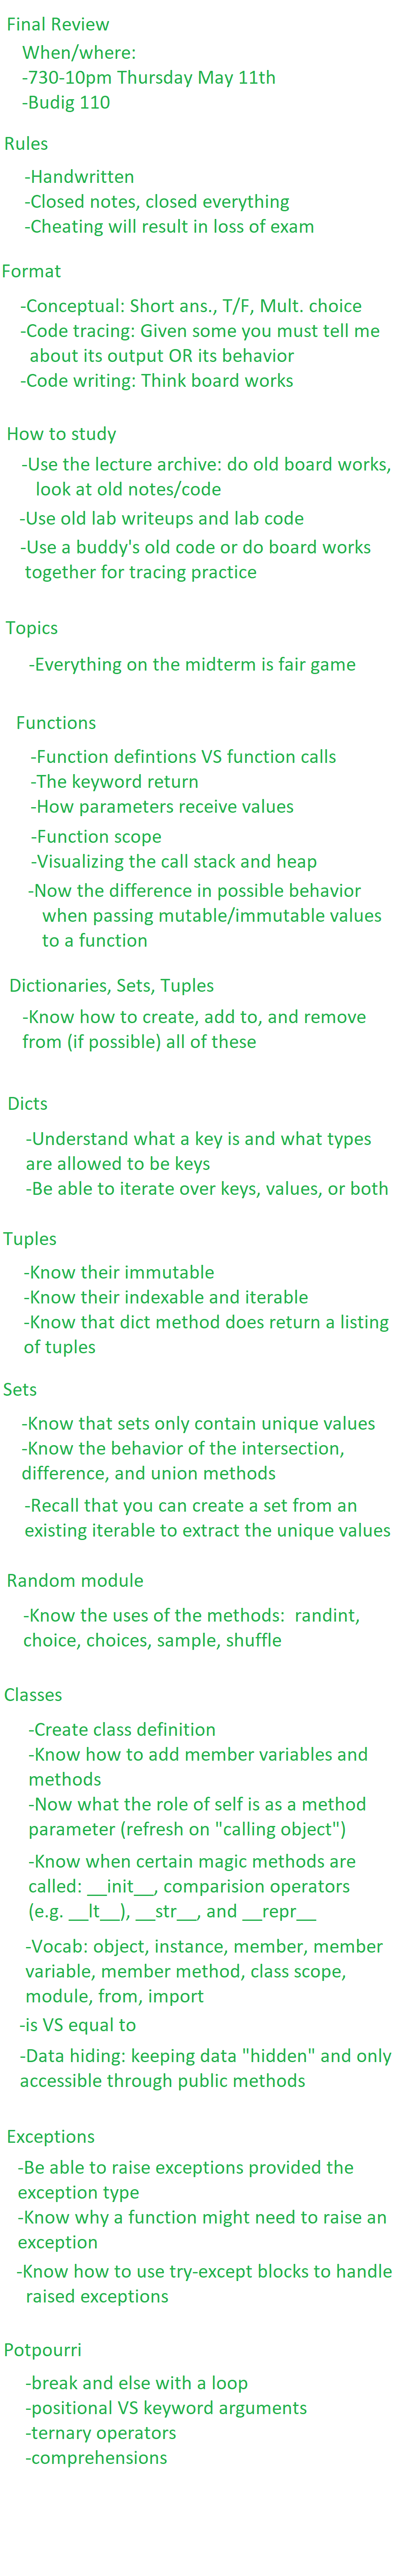 Final Review
When/where:
-730-10pm Thursday May 11th
-Budig 110
Rules
-Handwritten
-Closed notes, closed everything
-Cheating will result in loss of exam
Format
-Conceptual: Short ans., T/F, Mult. choice
-Code tracing: Given some you must tell me
about its output OR its behavior
-Code writing: Think board works
How to study
-Use the lecture archive: do old board works,
look at old notes/code
-Use old lab writeups and lab code
-Use a buddy's old code or do board works
together for tracing practice
Topics
-Everything on the midterm is fair game
Functions
-Function defintions VS function calls
-The keyword return
-How parameters receive values
-Function scope
-Visualizing the call stack and heap
-Now the difference in possible behavior
when passing mutable/immutable values
to a function
Dictionaries, Sets, Tuples
-Know how to create, add to, and remove
from (if possible) all of these
Dicts
-Understand what a key is and what types
are allowed to be keys
-Be able to iterate over keys, values, or both
Tuples
-Know their immutable
-Know their indexable and iterable
-Know that dict method does return a listing
of tuples
Sets
-Know that sets only contain unique values
-Know the behavior of the intersection,
difference, and union methods
-Recall that you can create a set from an
existing iterable to extract the unique values
Random module
-Know the uses of the methods:  randint,
choice, choices, sample, shuffle
Classes
-Create class definition
-Know how to add member variables and
methods
-Now what the role of self is as a method
parameter (refresh on "calling object")
-Know when certain magic methods are
called: __init__, comparision operators
(e.g. __lt__), __str__, and __repr__
-Vocab: object, instance, member, member
variable, member method, class scope,
module, from, import
-is VS equal to
-Data hiding: keeping data "hidden" and only
accessible through public methods
Exceptions
-Be able to raise exceptions provided the
exception type
-Know why a function might need to raise an
exception
-Know how to use try-except blocks to handle
raised exceptions
Potpourri
-break and else with a loop
-positional VS keyword arguments
-ternary operators
-comprehensions